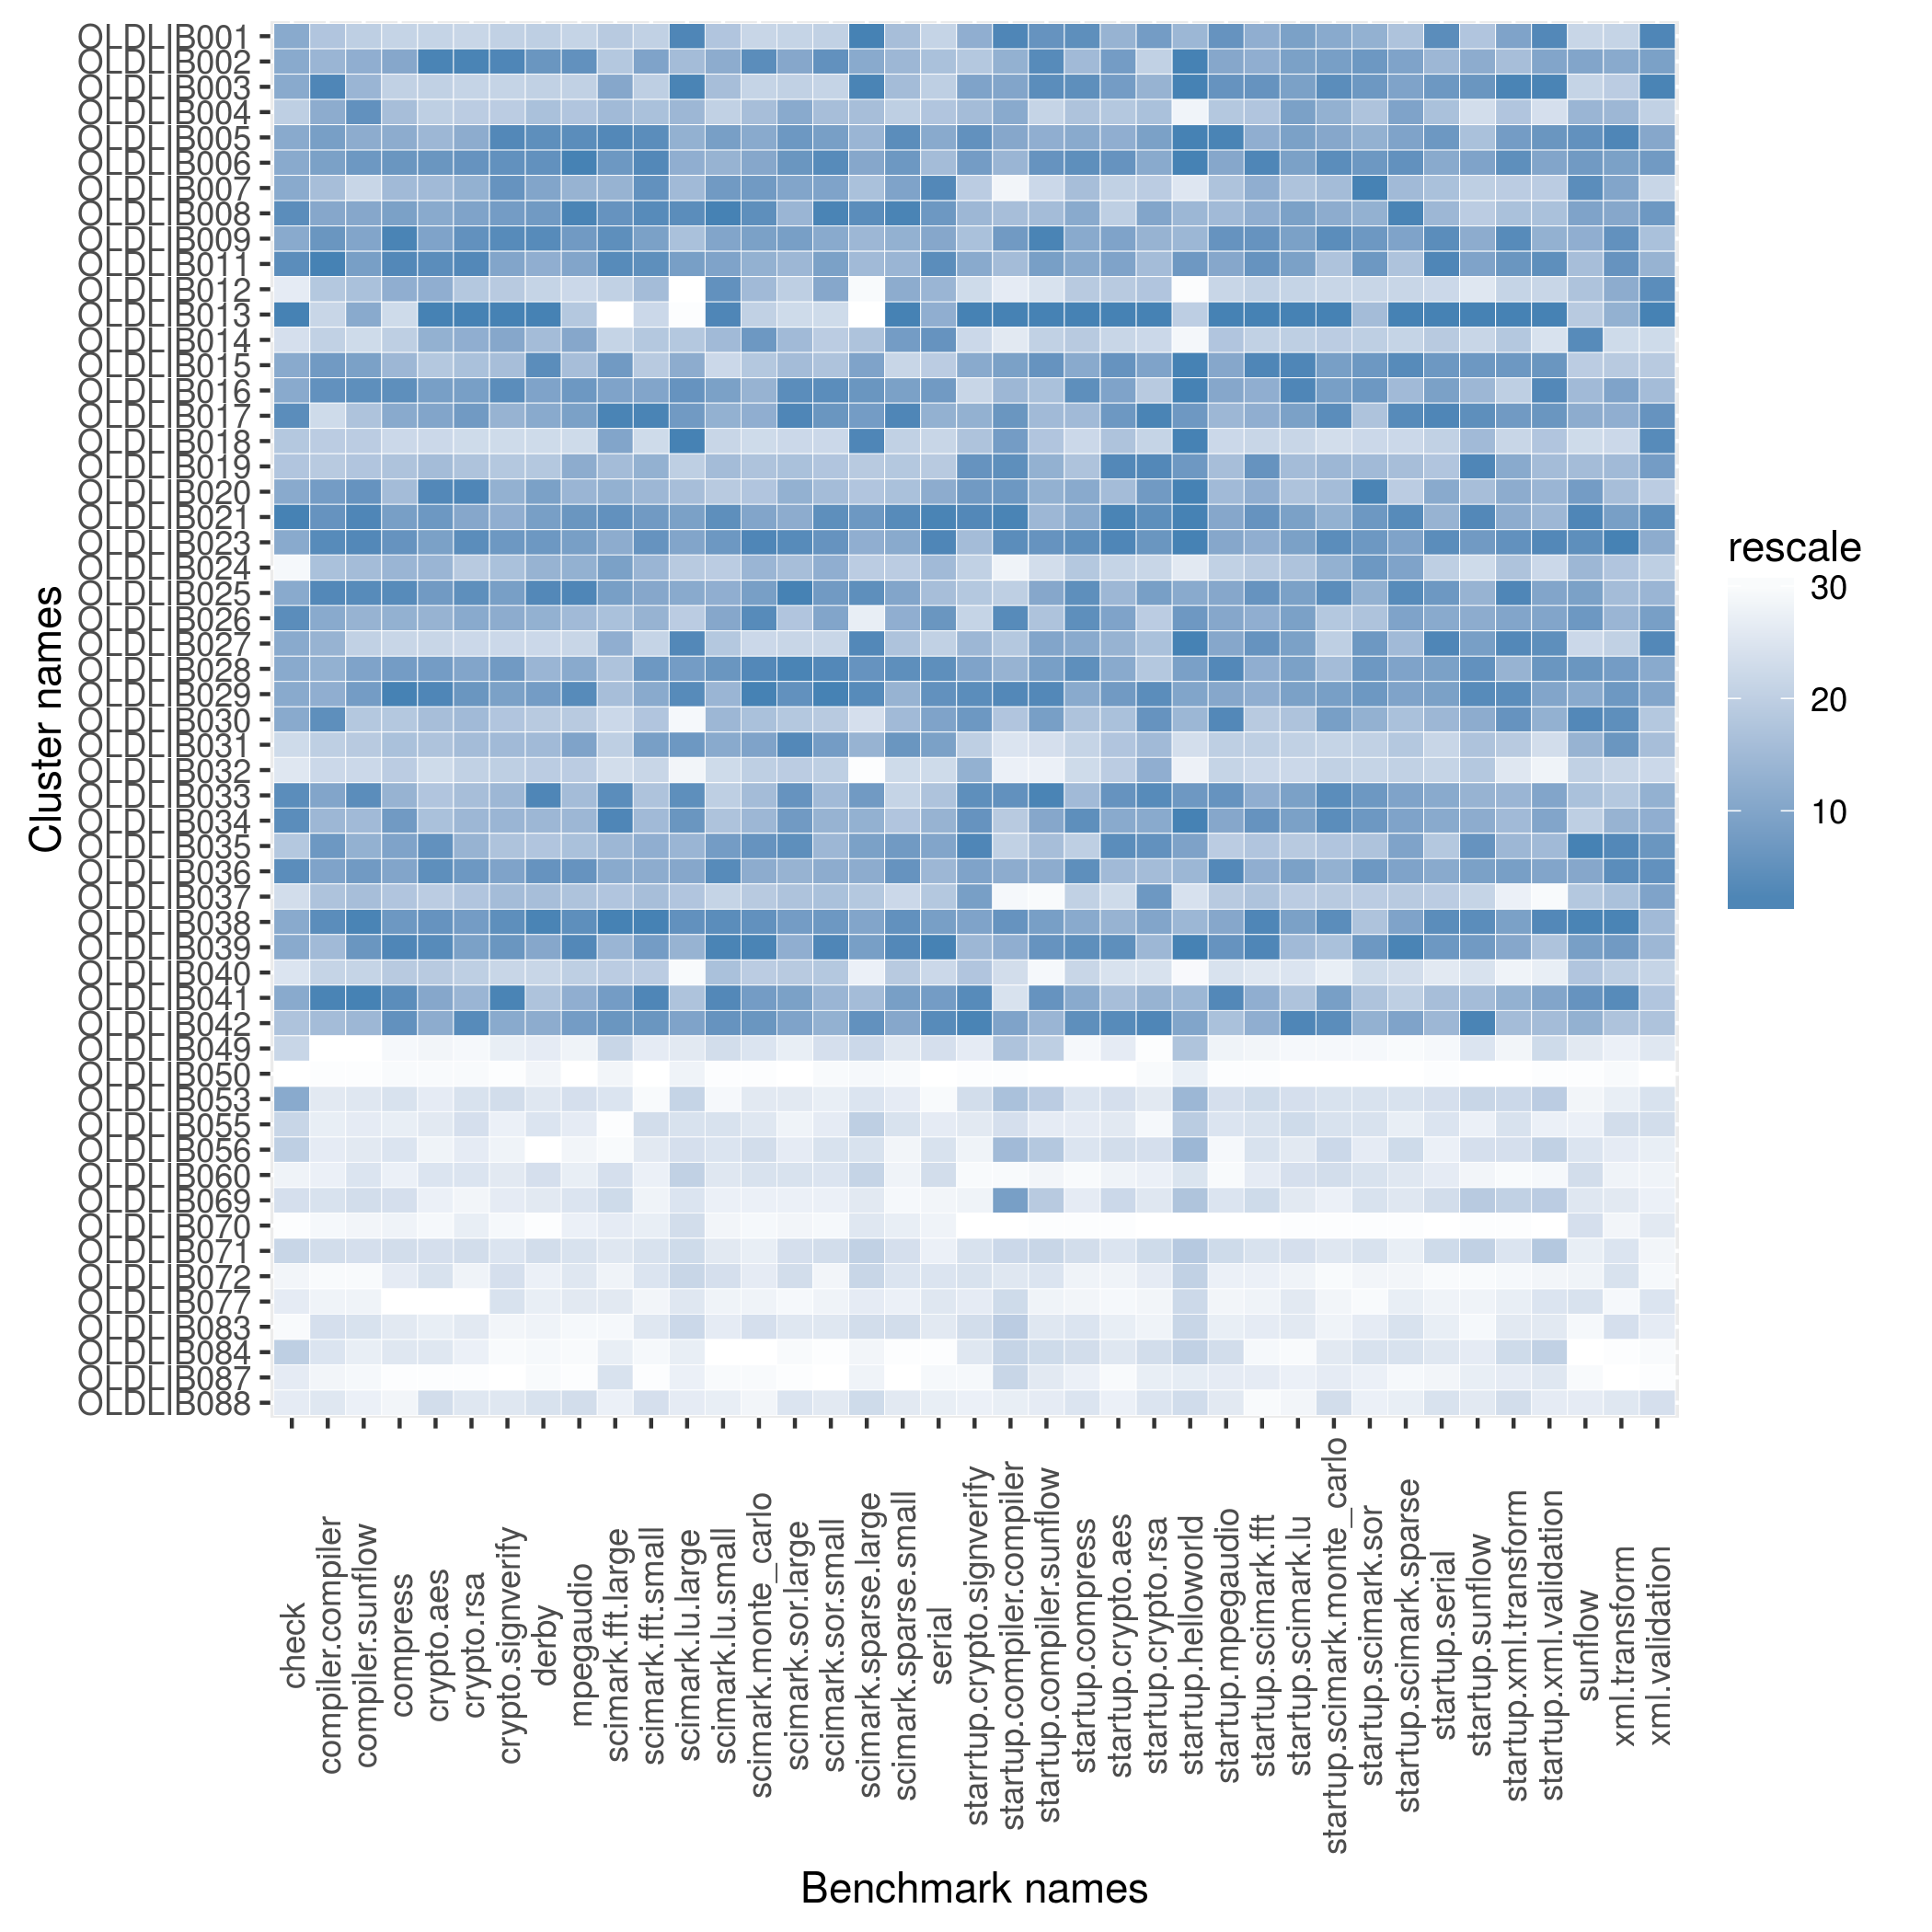 OLDLIB001
OLDLIB002
OLDLIB003
OLDLIB004
OLDLIB005
OLDLIB006
OLDLIB007
OLDLIB008
OLDLIB009
OLDLIB011
OLDLIB012
OLDLIB013
OLDLIB014
OLDLIB015
OLDLIB016
OLDLIB017
OLDLIB018
OLDLIB019
OLDLIB020
OLDLIB021
OLDLIB023
OLDLIB024
OLDLIB025
OLDLIB026
OLDLIB027
OLDLIB028
OLDLIB029
OLDLIB030
OLDLIB031
OLDLIB032
OLDLIB033
OLDLIB034
OLDLIB035
OLDLIB036
OLDLIB037
OLDLIB038
OLDLIB039
OLDLIB040
OLDLIB041
OLDLIB042
OLDLIB049
OLDLIB050
OLDLIB053
OLDLIB055
OLDLIB056
OLDLIB060
OLDLIB069
OLDLIB070
OLDLIB071
OLDLIB072
OLDLIB077
OLDLIB083
OLDLIB084
OLDLIB087
OLDLIB088
Cluster names
check
compiler.compiler
compiler.sunflow
compress
crypto.aes
crypto.rsa
crypto.signverify
derby
mpegaudio
scimark.fft.large
scimark.fft.small
scimark.lu.large
scimark.lu.small
scimark.monte_carlo
scimark.sor.large
scimark.sor.small
scimark.sparse.large
scimark.sparse.small
serial
starrtup.crypto.signverify
startup.compiler.compiler
startup.compiler.sunflow
startup.compress
startup.crypto.aes
startup.crypto.rsa
startup.helloworld
startup.mpegaudio
startup.scimark.fft
startup.scimark.lu
startup.scimark.monte_carlo
startup.scimark.sor
startup.scimark.sparse
startup.serial
startup.sunflow
startup.xml.transform
startup.xml.validation
sunflow
xml.transform
xml.validation
Benchmark names
rescale
30
20
10